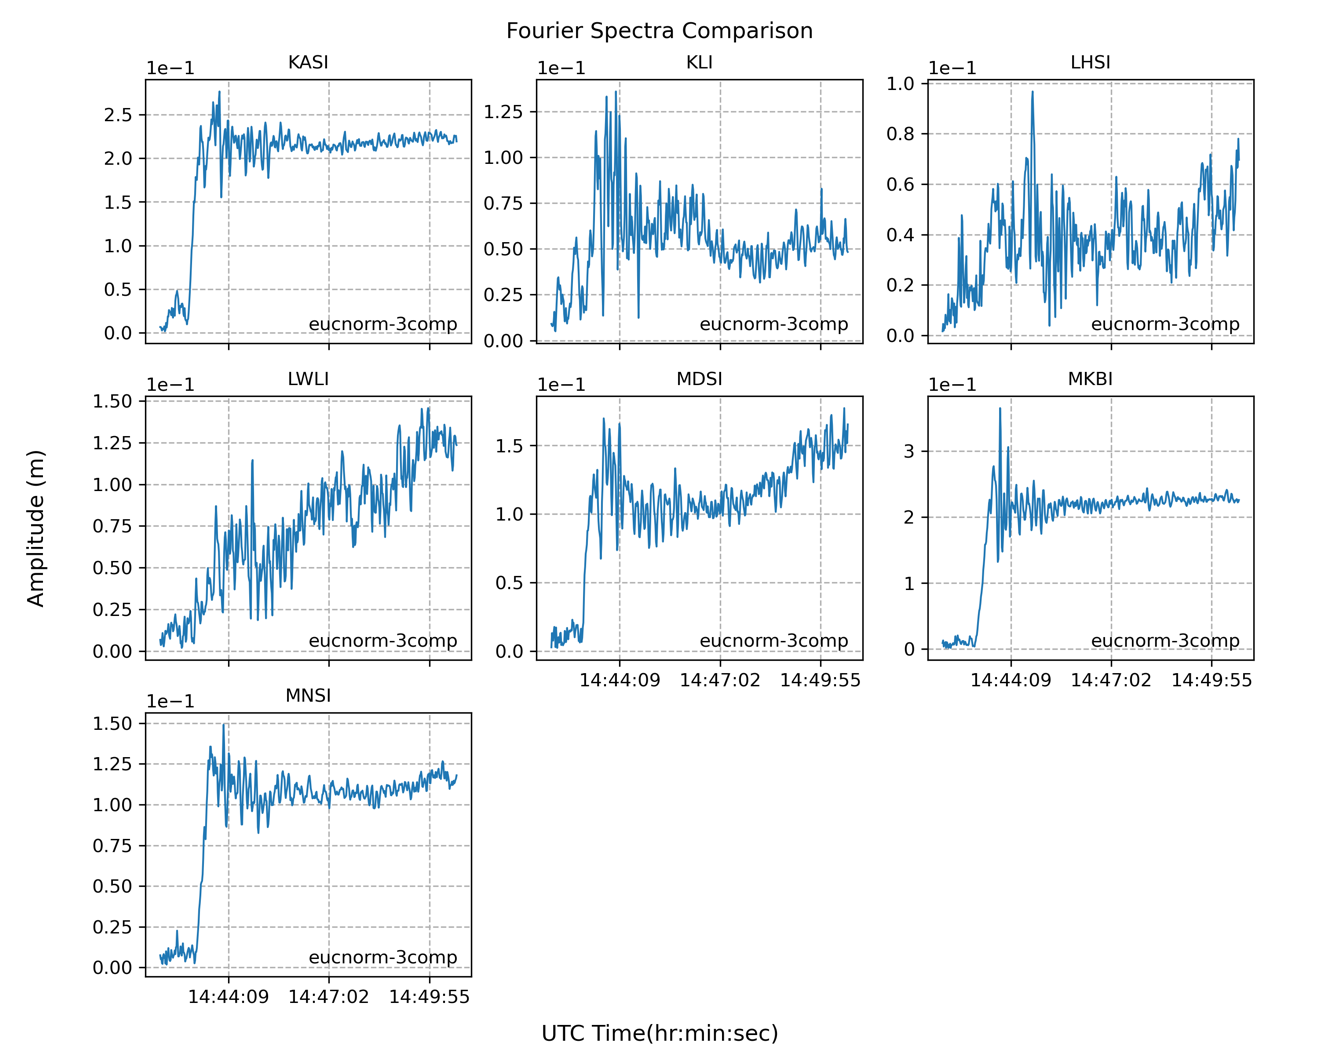 Fourier Spectra Comparison
KASI
1e−1
2.5
2.0
1.5
1.0
0.5
0.0
eucnorm-3comp
KLI
1e−1
1.25
1.00
0.75
0.50
0.25
0.00
eucnorm-3comp
LHSI
1e−1
1.0
0.8
0.6
0.4
0.2
0.0
eucnorm-3comp
Amplitude (m)
LWLI
1e−1
1.50
1.25
1.00
0.75
0.50
0.25
0.00
eucnorm-3comp
MDSI
1e−1
1.5
1.0
0.5
0.0
eucnorm-3comp
14:44:09 14:47:02 14:49:55
MKBI
1e−1
3
2
1
0
eucnorm-3comp
14:44:09 14:47:02 14:49:55
MNSI
1e−1
1.50
1.25
1.00
0.75
0.50
0.25
0.00
eucnorm-3comp
14:44:09 14:47:02 14:49:55
UTC Time(hr:min:sec)